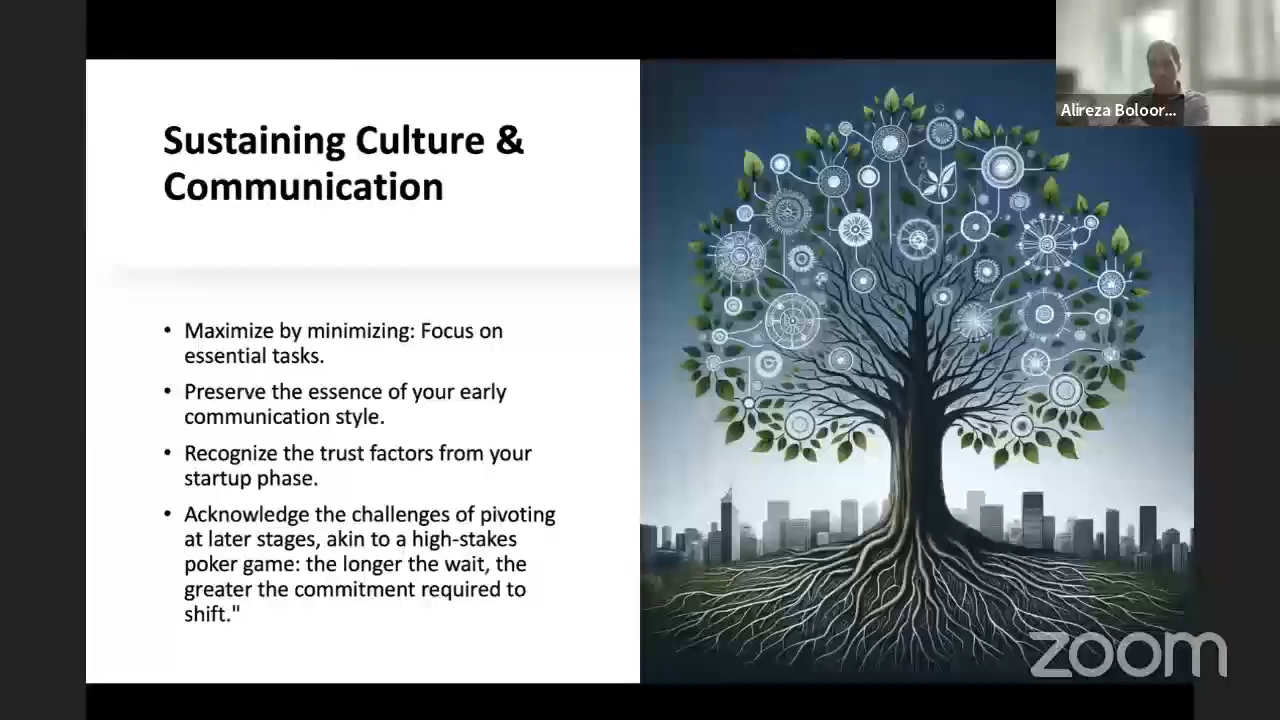 Sustaining Culture &
Communication
• Maximize by minimizing: Focus on
essential tasks.
• Preserve the essence of your early
communication style.
• Recognize the trust factors from your
startup phase.
• Acknowledge the challenges of pivoting
at later stages, akin to a high-stakes
poker game: the longer the wait, the
greater the commitment required to
shift."
Alireza Boloor...
zoom